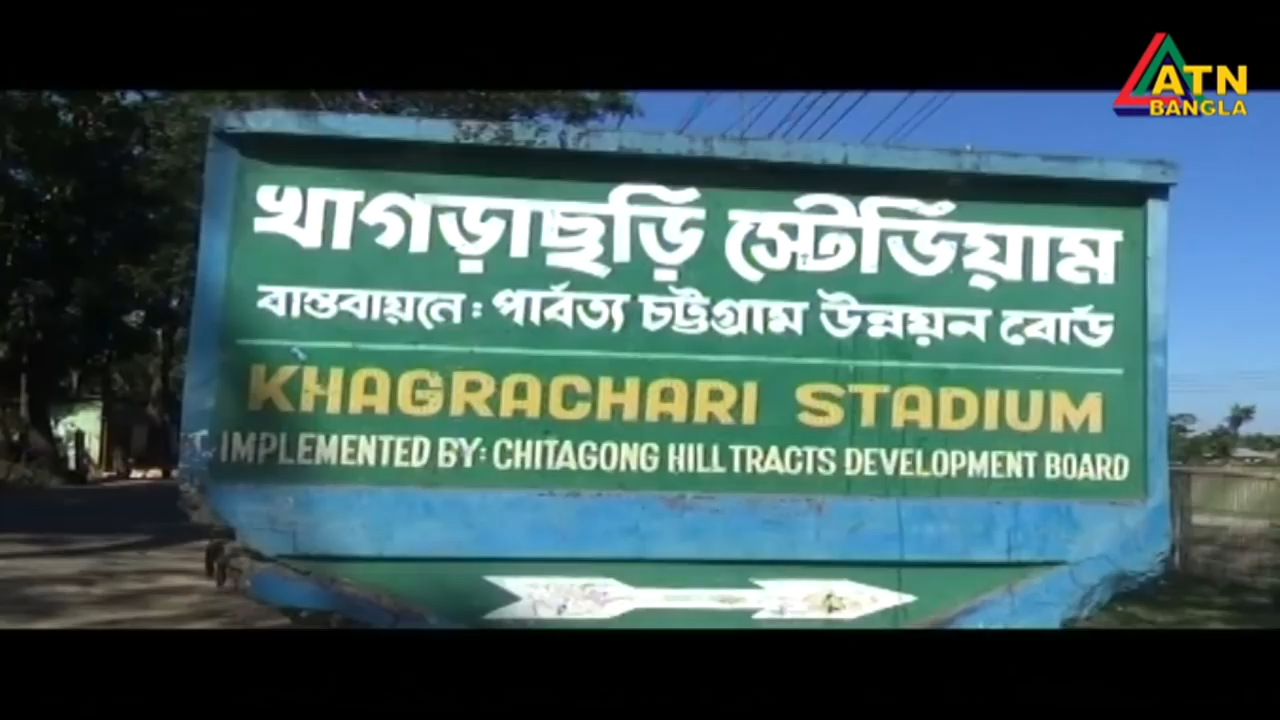 ATN
BANGLA
খাগড়াছড়ি স্টেডিয়াম
বাস্তবায়নে: পার্বত্য চট্টগ্রাম উন্নয়ন বোর্ড
KHAGRACHARI STADIUM
IMPLEMENTED BY: CHITAGONG HILL TRACTS DEVELOPMENT BOARD